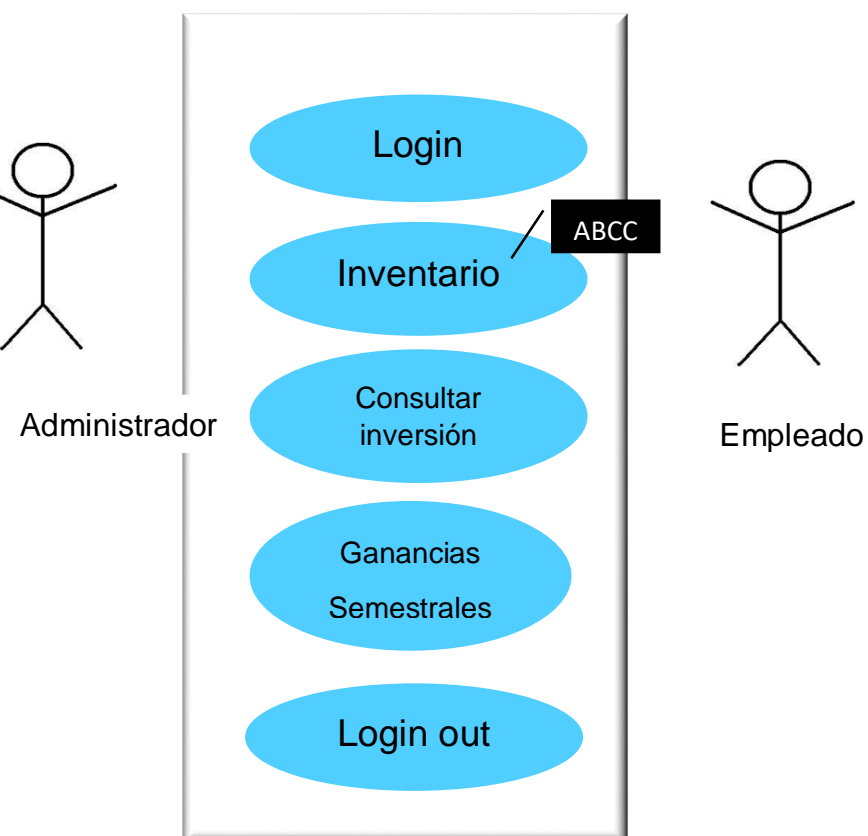 Login
ABCC
Inventario
Consultar
inversión
Administrador
Empleado
Ganancias
Semestrales
Login out